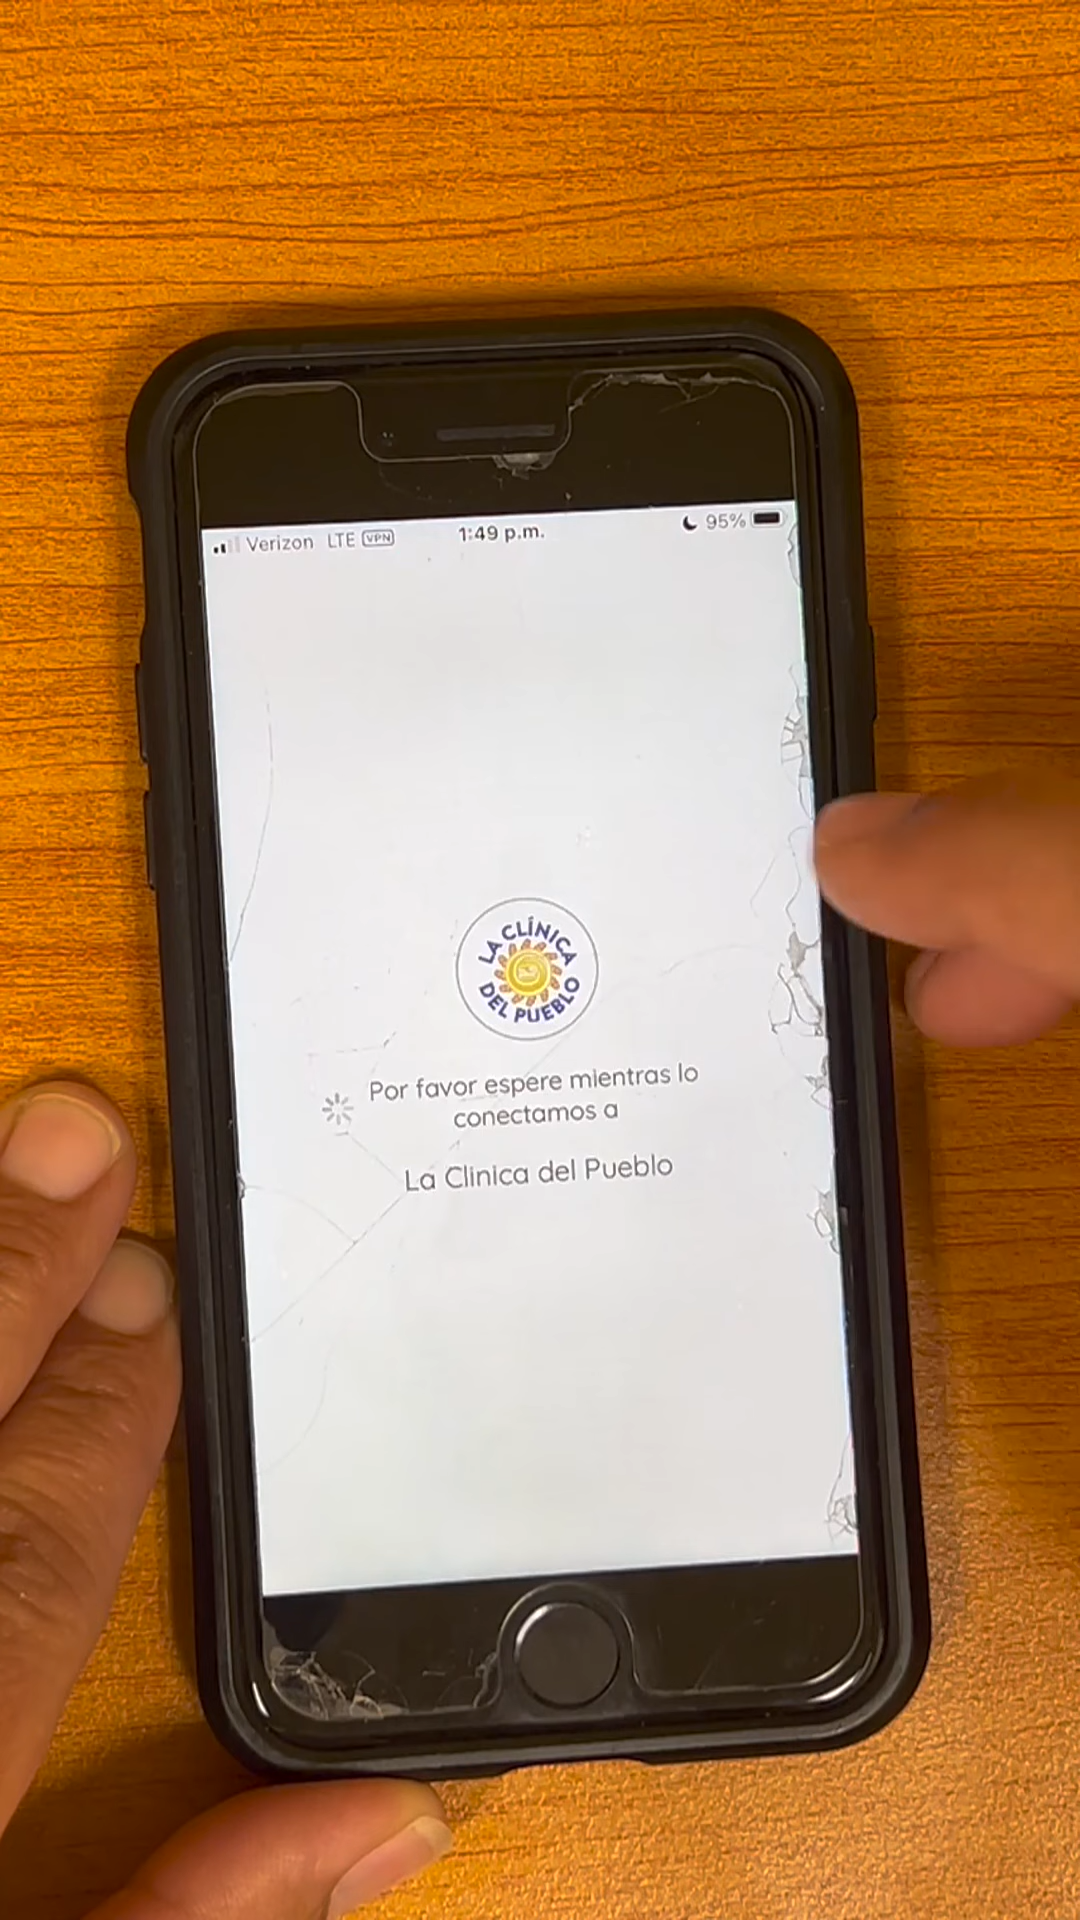 Verizon LTE VPN 1:49 p.m. 95%
LA CLÍNICA
DEL PUEBLO
Por favor espere mientras lo
conectamos a
La Clinica del Pueblo